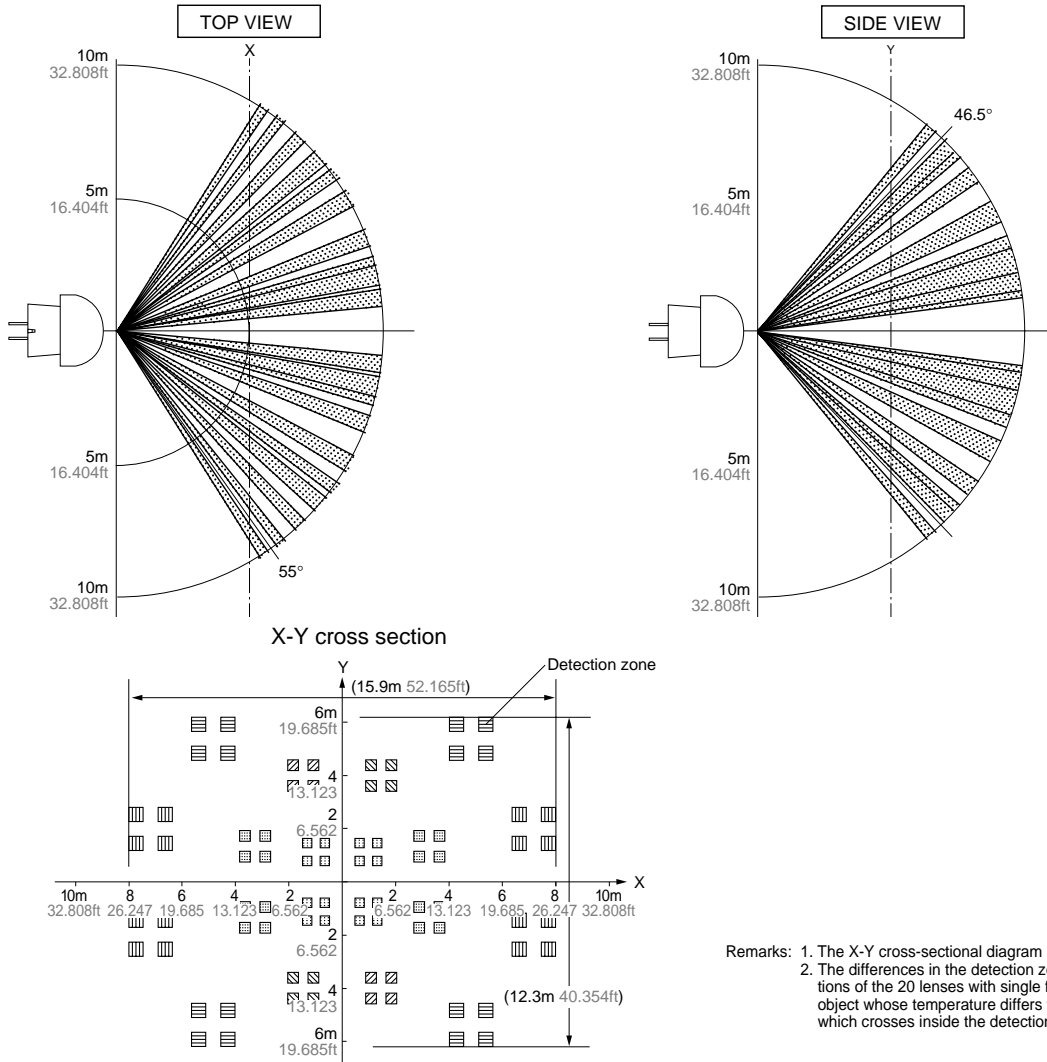 TOP VIEW
X
10m
32.808ft
5m
16.404ft
5m
16.404ft
55°
10m
32.808ft
SIDE VIEW
Y
10m
32.808ft
46.5°
5m
16.404ft
5m
16.404ft
10m
32.808ft
X-Y cross section
Y
Detection zone
(15.9m 52.165ft)
6m
19.685ft
4
13.123
2
6.562
X
10m 8 6 4 2 2 4 6 8 10m
32.808ft 26.247 19.685 13.123 6.562 6.562 13.123 19.685 26.247 32.808ft
2
6.562
4
13.123
(12.3m 40.354ft)
6m
19.685ft
Remarks: 1. The X-Y cross-sectional diagram
2. The differences in the detection
tions of the 20 lenses with single
object whose temperature differs
which crosses inside the detection